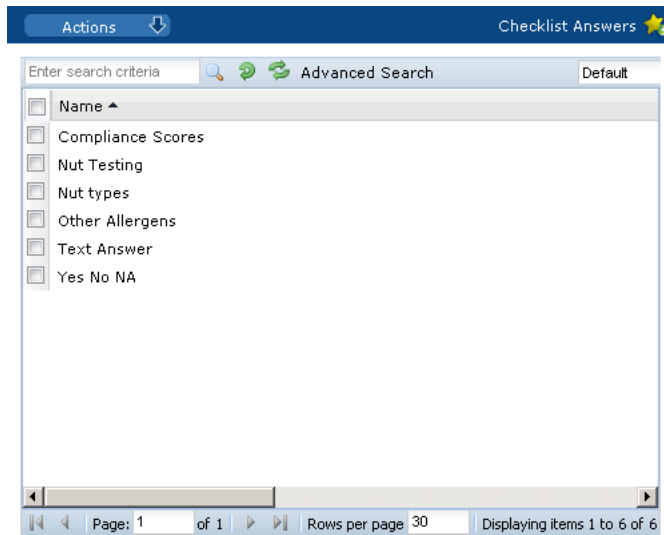 Actions Checklist Answers
Enter search criteria Advanced Search Default
Name
Compliance Scores
Nut Testing
Nut types
Other Allergens
Text Answer
Yes No NA
Page: 1 of 1 Rows per page 30 Displaying items 1 to 6 of 6